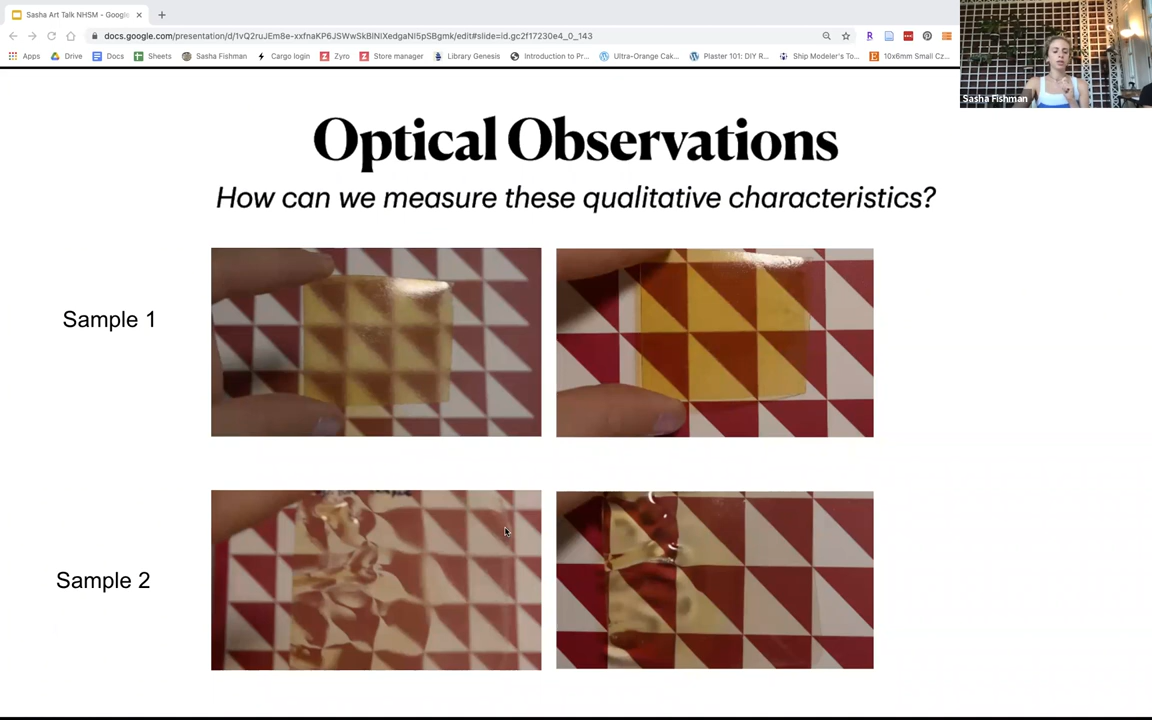 Sasha Art Talk NHSM - Google
docs.google.com/presentation/d/1vQ2ruJEm8e-xxfnaKP6JSWwSkBlNlXedgaNl5pSBgmk/edit#slide=id.gc2f17230e4_0_143
Apps Drive Docs Sheets Sasha Fishman Cargo login Zyro Store manager Library Genesis Introduction to Pr... Ultra-Orange Cak... Plaster 101: DIY R... Ship Modeler's To... 10x6mm Small Cz...
Sasha Fishman
Optical Observations
How can we measure these qualitative characteristics?
Sample 1
Sample 2